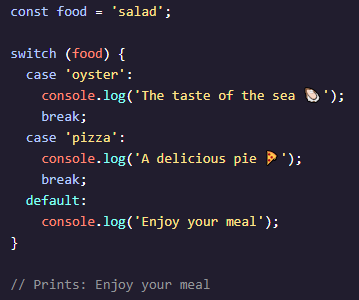 const food = 'salad';

switch (food) {
  case 'oyster':
    console.log('The taste of the sea 🦪');
    break;
  case 'pizza':
    console.log('A delicious pie 🍕');
    break;
  default:
    console.log('Enjoy your meal');
}

// Prints: Enjoy your meal